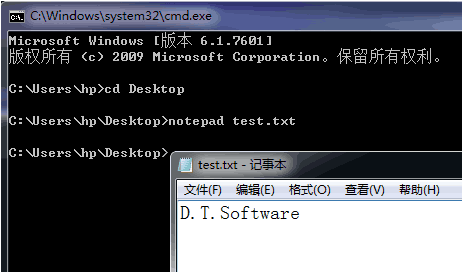 C:\Windows\system32\cmd.exe
Microsoft Windows [版本 6.1.7601]
版权所有 (c) 2009 Microsoft Corporation。保留所有权利。
C:\Users\hp>cd Desktop
C:\Users\hp\Desktop>notepad test.txt
C:\Users\hp\Desktop>
test.txt - 记事本
文件(F) 编辑(E) 格式(O) 查看(V) 帮助(H)
D.T.Software